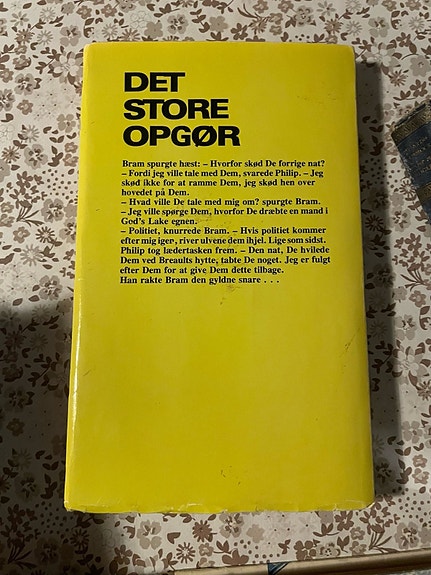 DET
STORE
OPGØR
Bram spurgte hæst: – Hvorfor skød De forrige nat?
– Fordi jeg ville tale med Dem, svarede Philip. – Jeg
skød ikke for at ramme Dem, jeg skød hen over
hovedet på Dem.
– Hvad ville De tale med mig om? spurgte Bram.
– Jeg ville spørge Dem, hvorfor De dræbte en mand i
God's Lake egnen.
– Politiet, knurrede Bram. – Hvis politiet kommer
efter mig igen, river ulvene dem ihjel. Lige som sidst.
Philip tog lædertasken frem. – Den nat, De hvilede
Dem ved Breaults hytte, tabte De noget. Jeg er fulgt
efter Dem for at give Dem dette tilbage.
Han rakte Bram den gyldne snare . . .